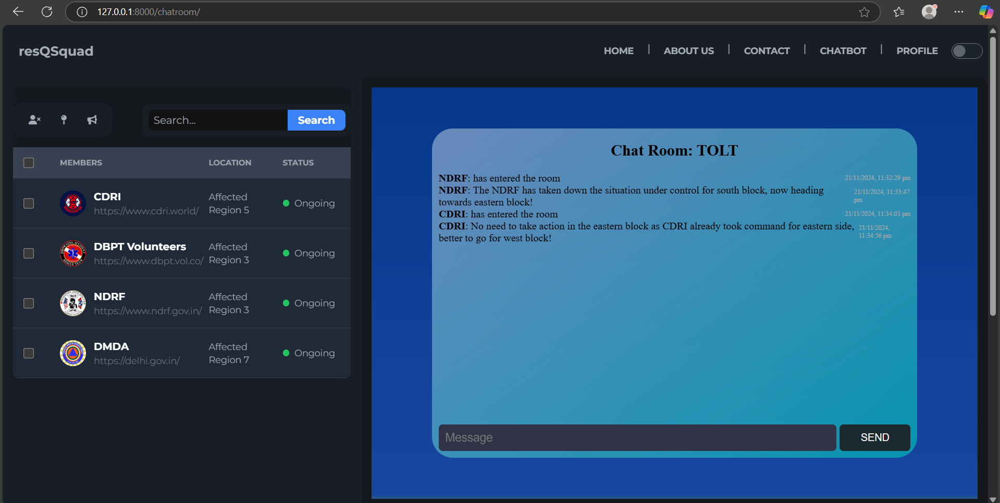 127.0.0.1:8000/chatroom/
resQSquad
HOME | ABOUT US | CONTACT | CHATBOT | PROFILE
Search...
Search
MEMBERS LOCATION STATUS
CDRI
https://www.cdri.world/
Affected
Region 5
Ongoing
DBPT Volunteers
https://www.dbpt.vol.co/
Affected
Region 3
Ongoing
NDRF
https://www.ndrf.gov.in/
Affected
Region 3
Ongoing
DMDA
https://delhi.gov.in/
Affected
Region 7
Ongoing
Chat Room: TOLT
NDRF: has entered the room
21/11/2024, 11:32:29 pm
NDRF: The NDRF has taken down the situation under control for south block, now heading
towards eastern block!
21/11/2024, 11:33:47
pm
CDRI: has entered the room
21/11/2024, 11:34:03 pm
CDRI: No need to take action in the eastern block as CDRI already took command for eastern side,
better to go for west block!
21/11/2024,
11:34:56 pm
Message
SEND